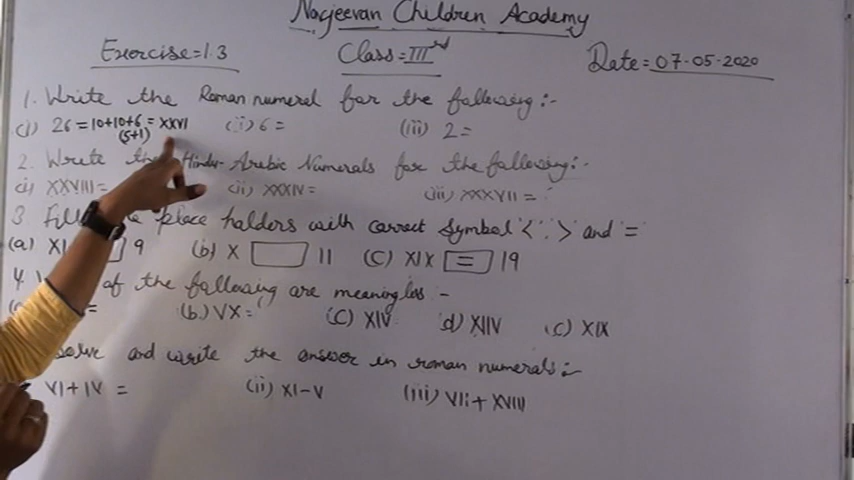 Navjeevan Children Academy
Exercise=1.3 Class=IIIrd Date=07-05-2020
1. Write the Roman numeral for the following:-
(i) 26=10+10+6=XXVI (ii) 6= (iii) 2=
(5+1)
2. Write the Hindu-Arabic Numerals for the following:-
(i) XXVIII= (ii) XXXIV= (iii) XXXVII=
3 Fill place holders with correct symbol '<' '>' and '='
(a) XI 9 (b) X 11 (C) XIX = 19
4. of the following are meaningless:-
= (b.) VX= (C) XIV d) XIIV (C) XIX
and write the answer in roman numerals:-
VI+IV = (ii) XI-V (iii) VII+XVIII